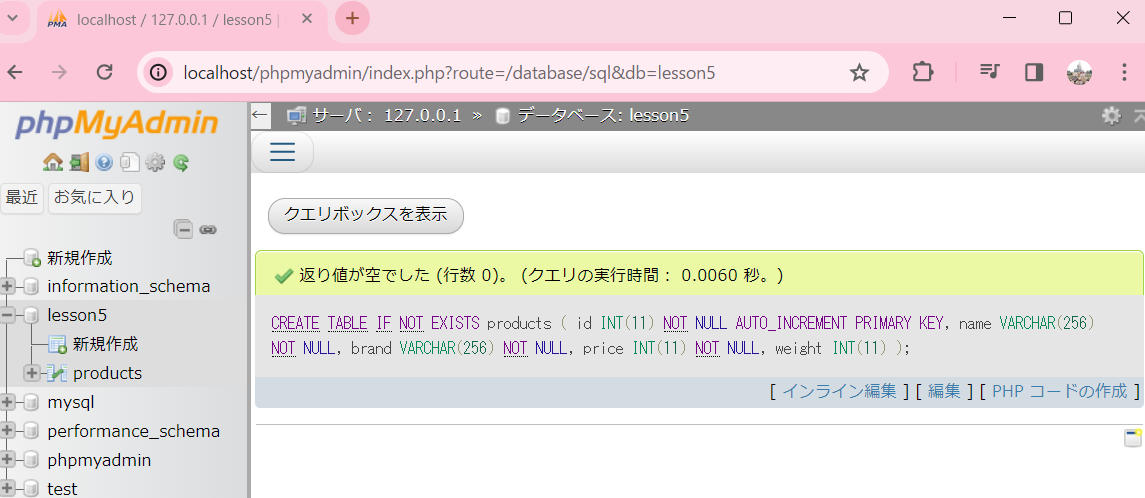 PMA
localhost / 127.0.0.1 / lesson5 |
localhost/phpmyadmin/index.php?route=/database/sql&db=lesson5
phpMyAdmin
最近
お気に入り
新規作成
information_schema
lesson5
新規作成
products
mysql
performance_schema
phpmyadmin
test
サーバ: 127.0.0.1 » データベース: lesson5
クエリボックスを表示
返り値が空でした (行数 0)。 (クエリの実行時間: 0.0060 秒。)
CREATE TABLE IF NOT EXISTS products ( id INT(11) NOT NULL AUTO_INCREMENT PRIMARY KEY, name VARCHAR(256)
NOT NULL, brand VARCHAR(256) NOT NULL, price INT(11) NOT NULL, weight INT(11) );
[ インライン編集 ] [ 編集 ] [ PHP コードの作成 ]